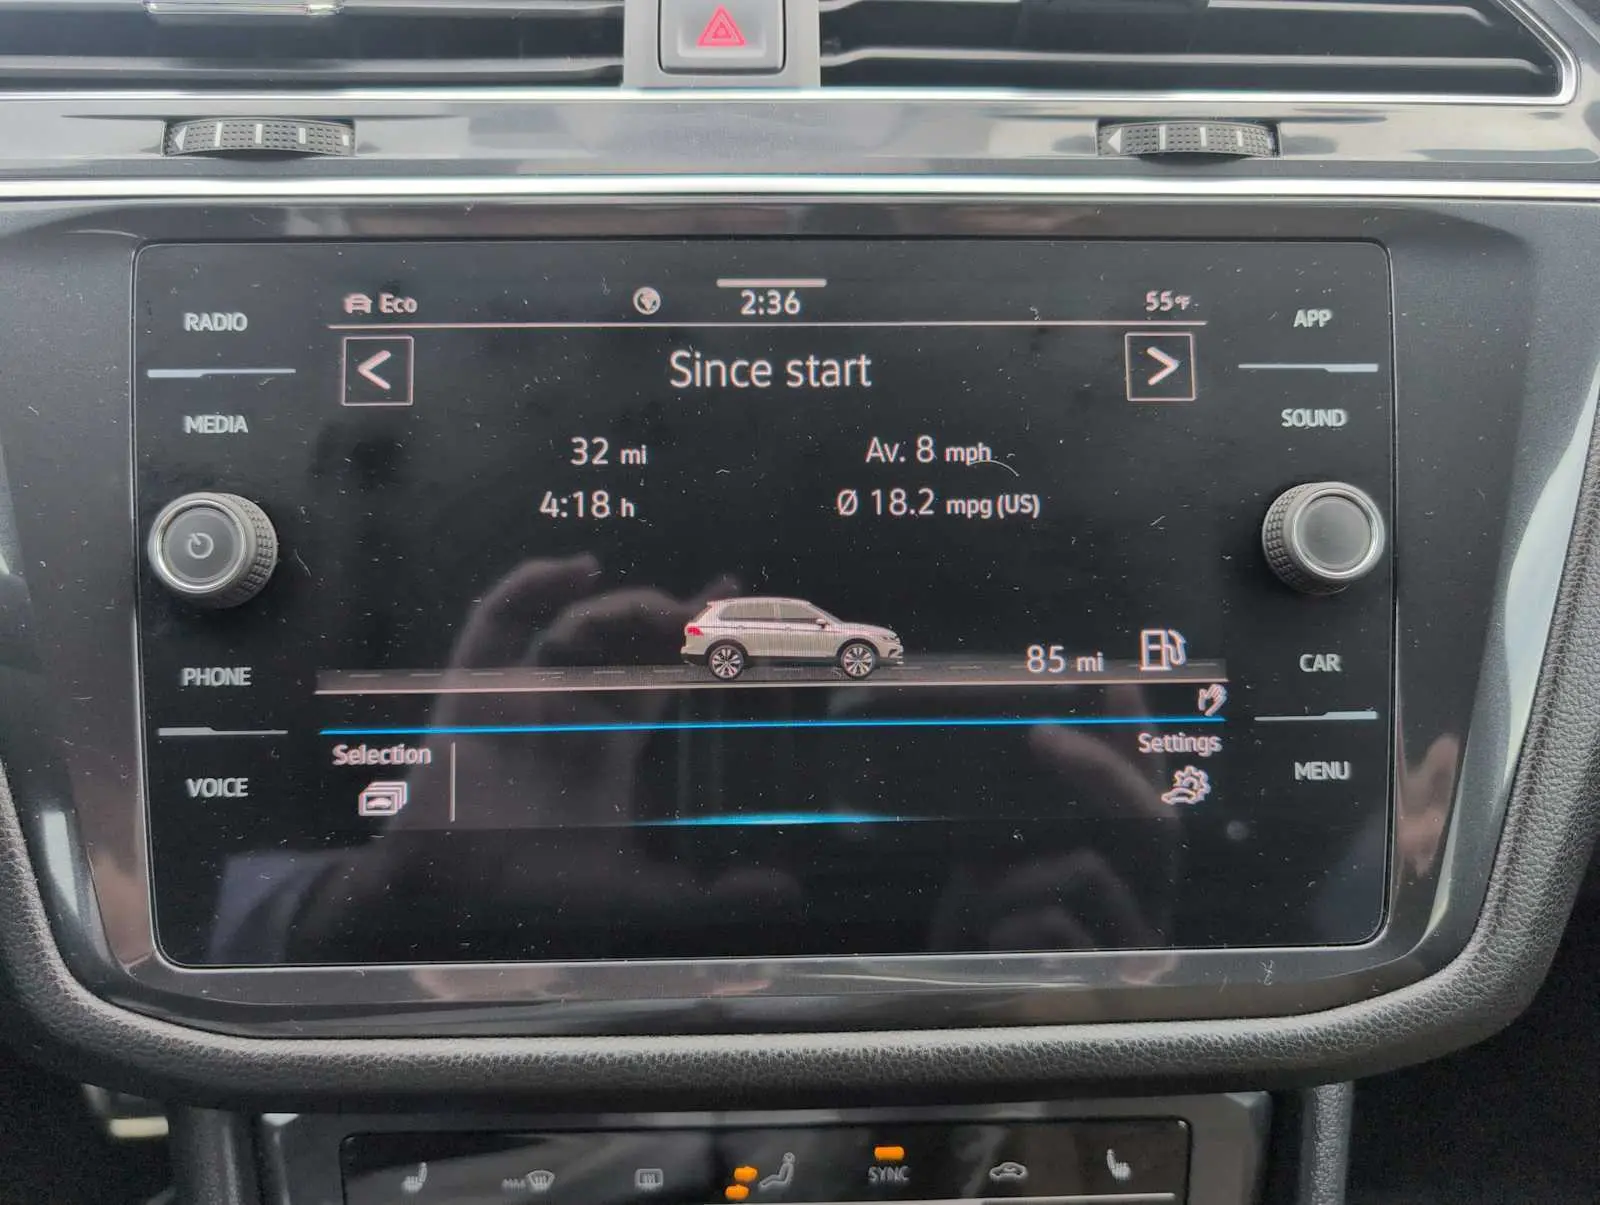 Eco
2:36
55°F
RADIO
APP
Since start
MEDIA
SOUND
32 mi
Av. 8 mph
4:18 h
Ø 18.2 mpg (US)
85 mi
PHONE
CAR
Selection
Settings
VOICE
MENU
MAX
SYNC